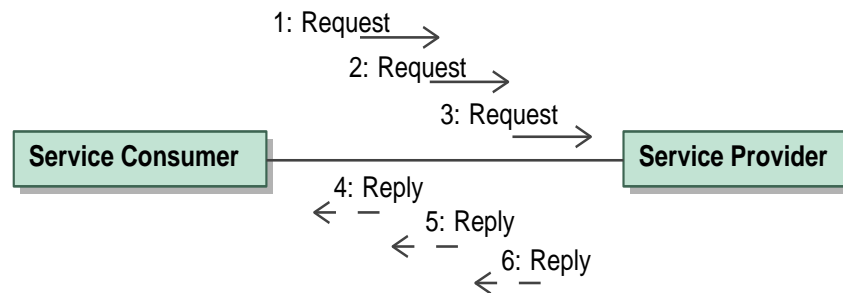 1: Request
2: Request
3: Request
Service Consumer
Service Provider
4: Reply
5: Reply
6: Reply